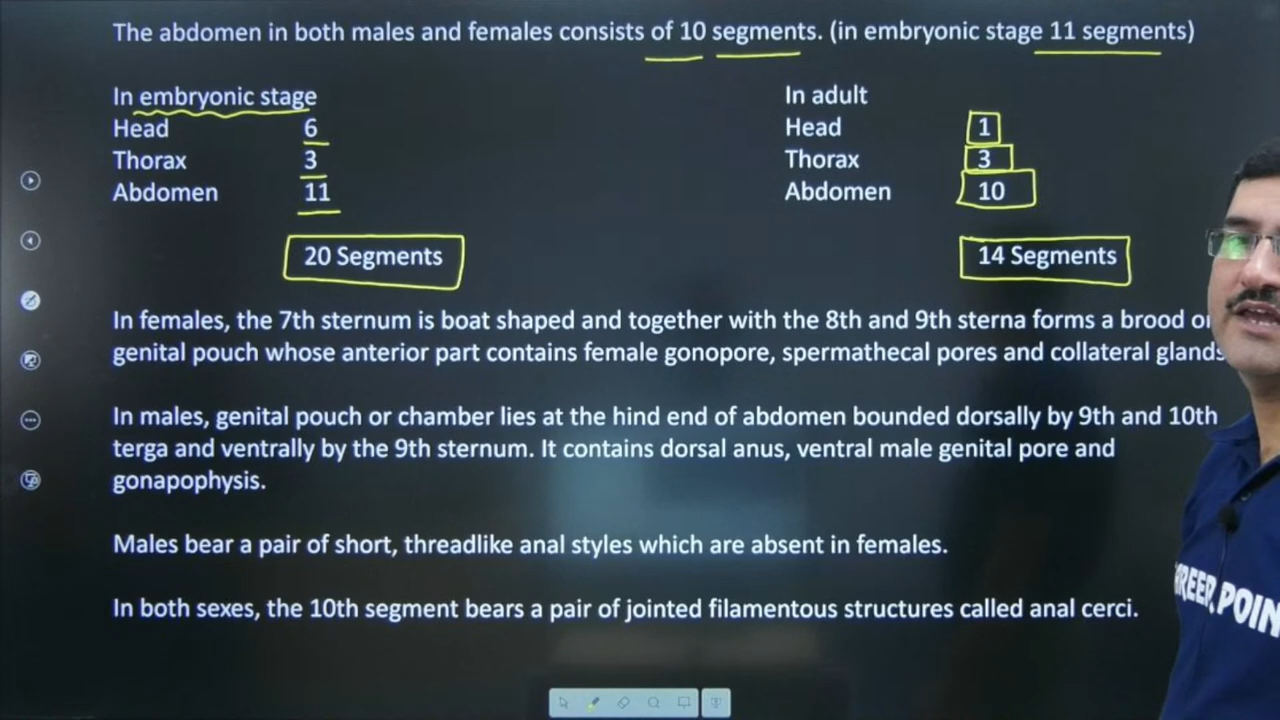 The abdomen in both males and females consists of 10 segments. (in embryonic stage 11 segments)
In embryonic stage
Head 6
Thorax 3
Abdomen 11
20 Segments
In adult
Head 1
Thorax 3
Abdomen 10
14 Segments
In females, the 7th sternum is boat shaped and together with the 8th and 9th sterna forms a brood or
genital pouch whose anterior part contains female gonopore, spermathecal pores and collateral glands
In males, genital pouch or chamber lies at the hind end of abdomen bounded dorsally by 9th and 10th
terga and ventrally by the 9th sternum. It contains dorsal anus, ventral male genital pore and
gonapophysis.
Males bear a pair of short, threadlike anal styles which are absent in females.
In both sexes, the 10th segment bears a pair of jointed filamentous structures called anal cerci.
REER POIN